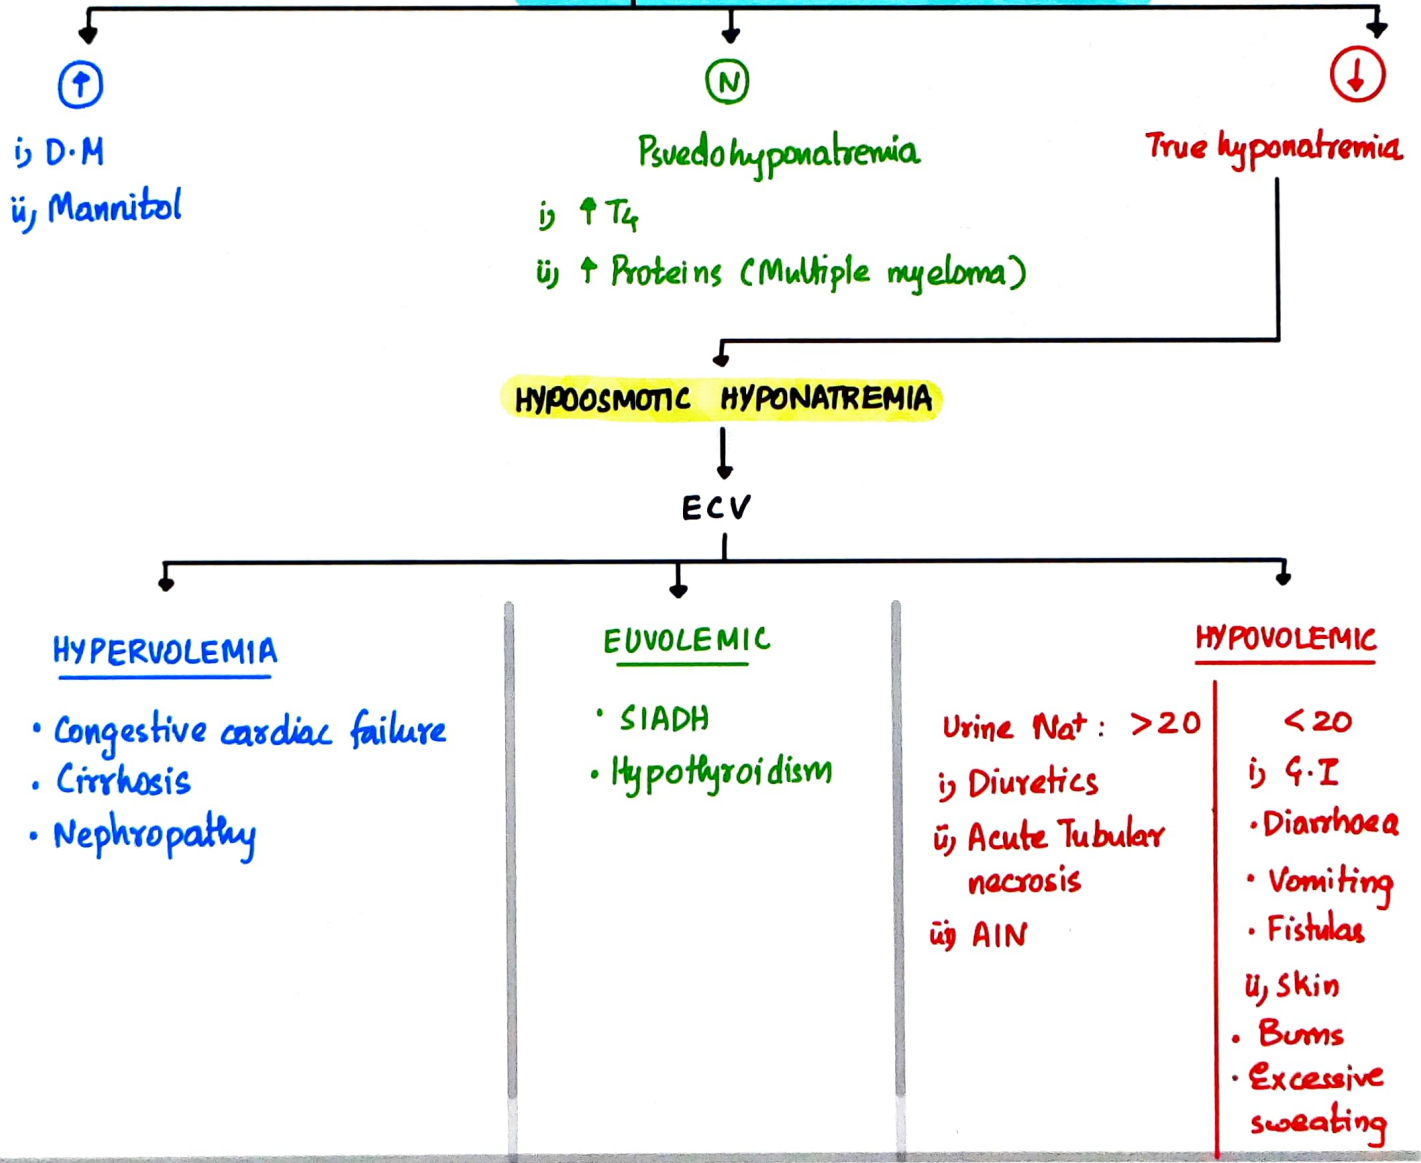 ↑
N
↓
i, D.M
ii, Mannitol
Psuedohyponatremia
i, ↑ T4
ii, ↑ Proteins (Multiple myeloma)
True hyponatremia
HYPOOSMOTIC HYPONATREMIA
ECV
HYPERVOLEMIA
• Congestive cardiac failure
• Cirrhosis
• Nephropathy
EUVOLEMIC
• SIADH
• Hypothyroidism
HYPOVOLEMIC
Urine Na+ : >20
i, Diuretics
ii, Acute Tubular
necrosis
iii, AIN
<20
i, G.I
• Diarrhoea
• Vomiting
• Fistulas
ii, Skin
• Burns
• Excessive
sweating